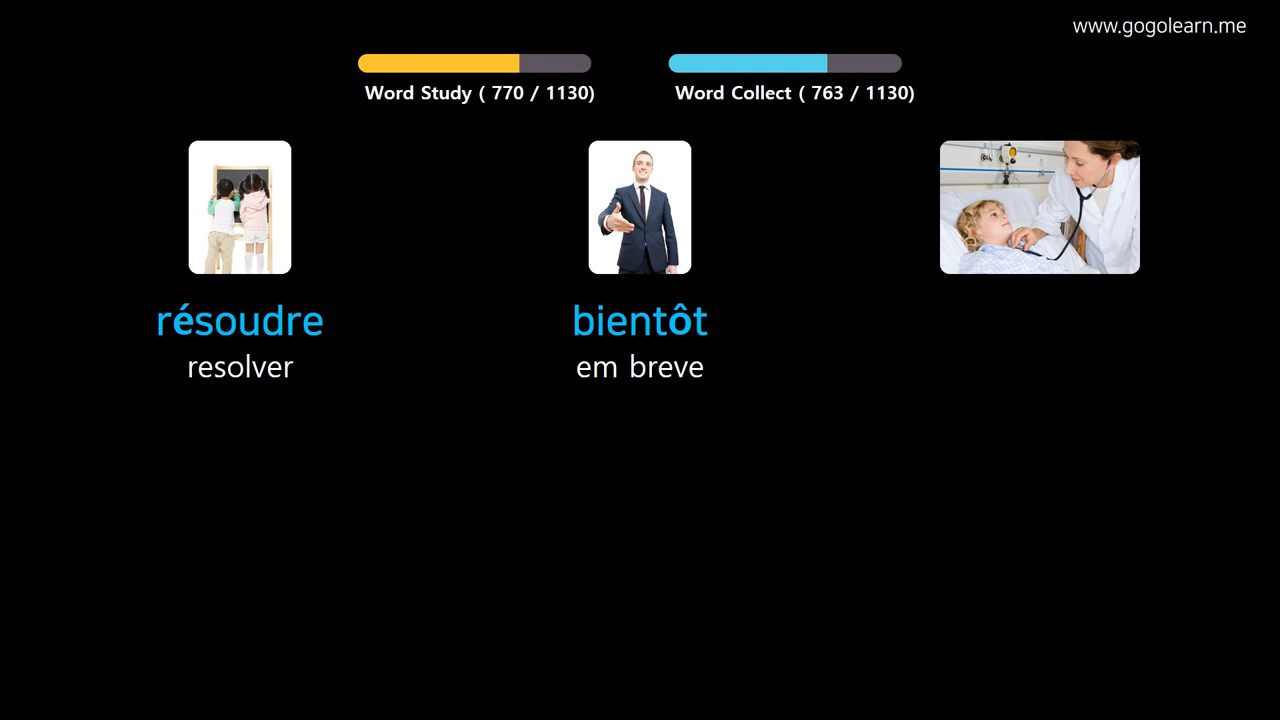 www.gogolearn.me
Word Study ( 770 / 1130)
Word Collect ( 763 / 1130)
résoudre
resolver
bientôt
em breve